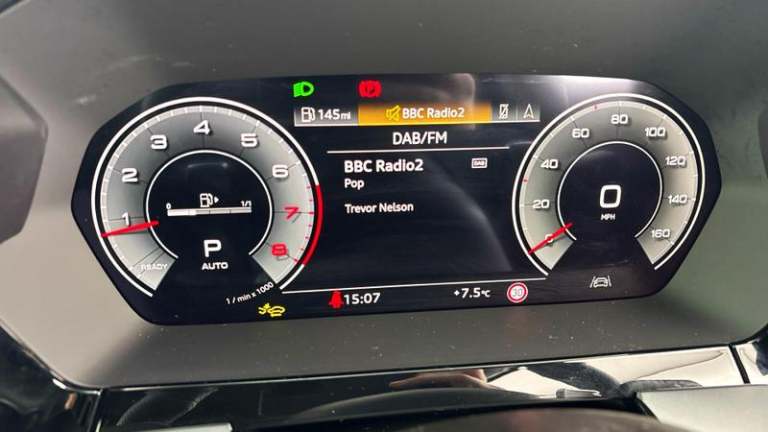 145mi
BBC Radio2
DAB/FM
BBC Radio2
DAB
Pop
Trevor Nelson
1
2
3
4
5
6
7
8
READY
0
1/1
P
AUTO
1 / min x 1000
0
20
40
60
80
100
120
140
160
0
MPH
15:07
+7.5°C
30